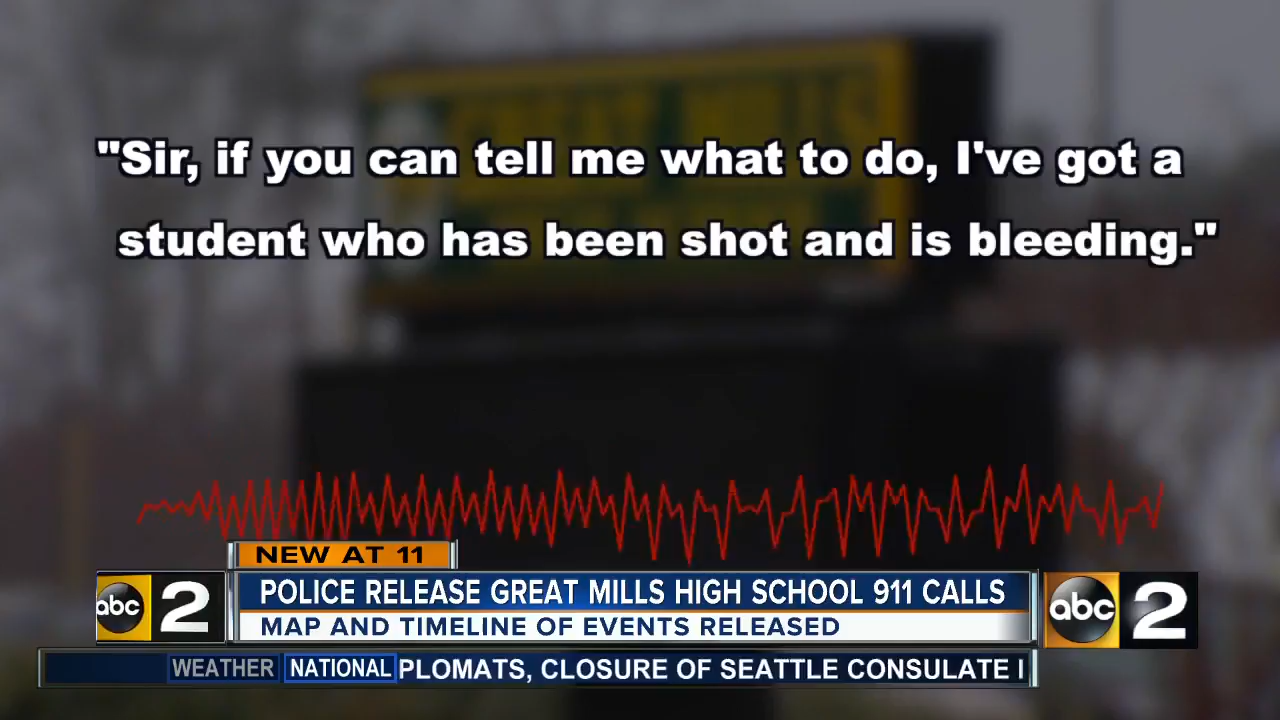 GREAT MILLS
"Sir, if you can tell me what to do, I've got a
student who has been shot and is bleeding."
NEW AT 11
abc 2
POLICE RELEASE GREAT MILLS HIGH SCHOOL 911 CALLS
MAP AND TIMELINE OF EVENTS RELEASED
abc 2
WEATHER NATIONAL PLOMATS, CLOSURE OF SEATTLE CONSULATE I